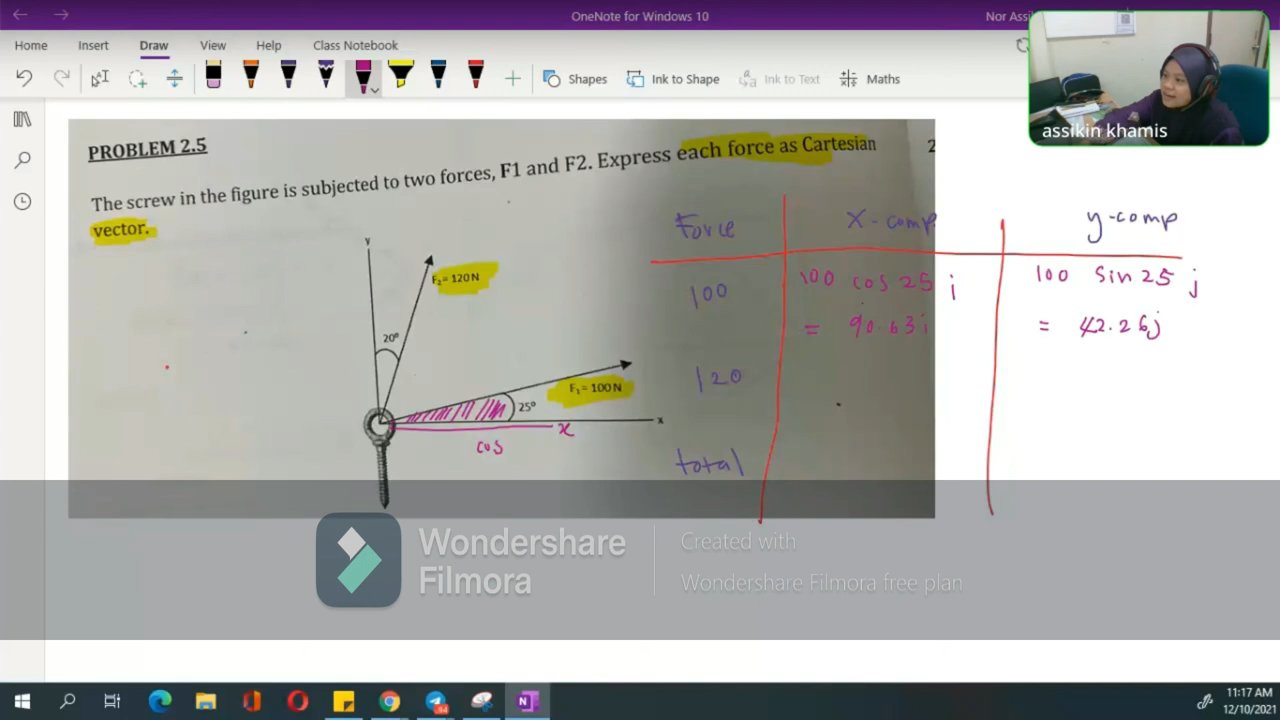 OneNote for Windows 10
Nor Assi
Home Insert Draw View Help Class Notebook
Shapes Ink to Shape Ink to Text Maths
assikin khamis
PROBLEM 2.5
The screw in the figure is subjected to two forces, F1 and F2. Express each force as Cartesian
vector.
2
y
F₂ = 120 N
20°
F₁ = 100 N
25°
x
x
cos
Force x-comp y-comp
100 100 cos 25 i 100 sin 25 j
= 90.63i = 42.26j
120
total
Wondershare
Filmora
Created with
Wondershare Filmora free plan
11:17 AM
12/10/2021